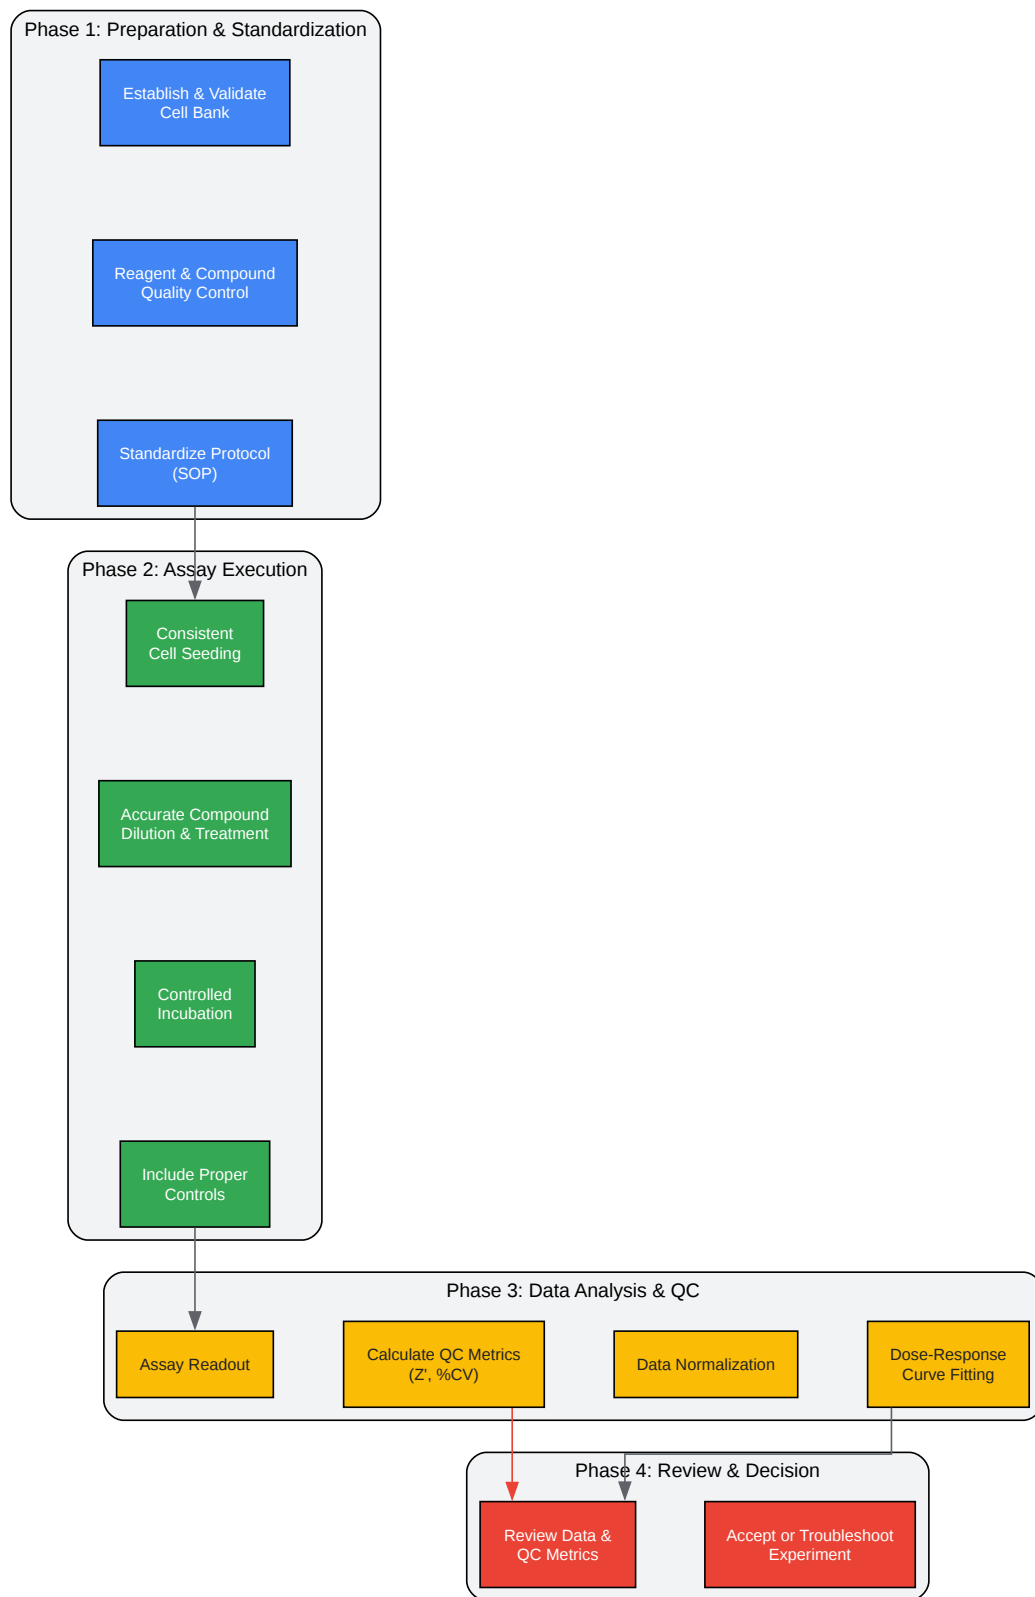 Phase 1: Preparation & Standardization
Establish & Validate
Cell Bank
Reagent & Compound
Quality Control
Standardize Protocol
(SOP)
Phase 2: Assay Execution
Consistent
Cell Seeding
Accurate Compound
Dilution & Treatment
Controlled
Incubation
Include Proper
Controls
Phase 3: Data Analysis & QC
Assay Readout
Calculate QC Metrics
(Z', %CV)
Data Normalization
Dose-Response
Curve Fitting
Phase 4: Review & Decision
Review Data &
QC Metrics
Accept or Troubleshoot
Experiment